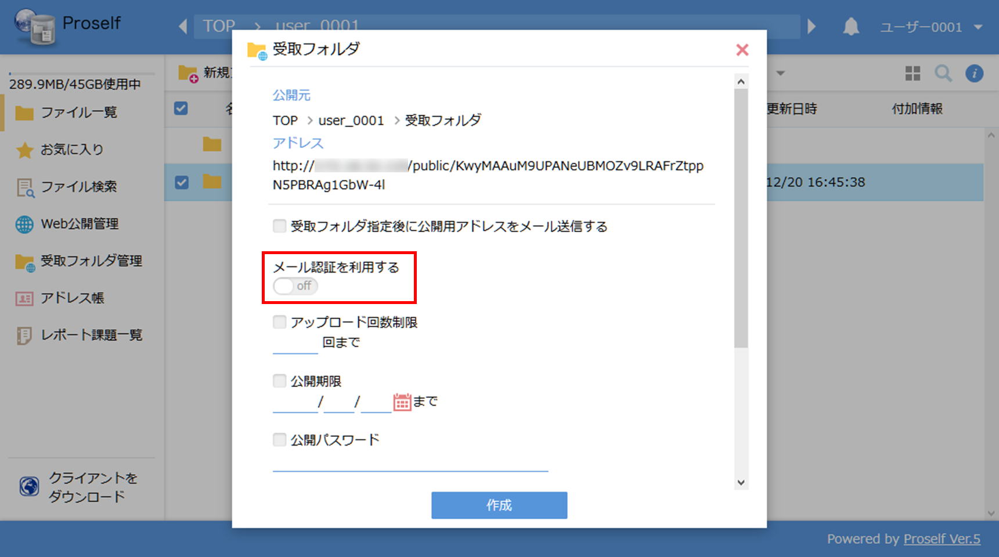 Proself
TOP > user_0001
ユーザー0001
289.9MB/45GB使用中
ファイル一覧
お気に入り
ファイル検索
Web公開管理
受取フォルダ管理
アドレス帳
レポート課題一覧
クライアントを
ダウンロード
新規
更新日時
付加情報
12/20 16:45:38
受取フォルダ
公開元
TOP > user_0001 > 受取フォルダ
アドレス
http:// /public/KwyMAAuM9UPANeUBMOZv9LRAFrZtpp
N5PBRAg1GbW-4l
受取フォルダ指定後に公開用アドレスをメール送信する
メール認証を利用する
off
アップロード回数制限
回まで
公開期限
/ / まで
公開パスワード
作成
Powered by Proself Ver.5